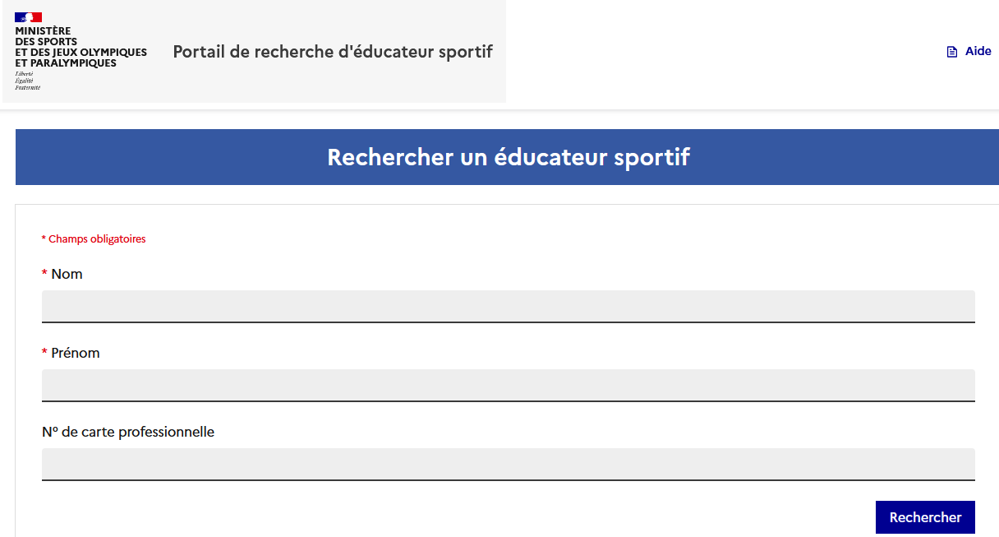 MINISTÈRE
DES SPORTS
ET DES JEUX OLYMPIQUES
ET PARALYMPIQUES
Liberté
Égalité
Fraternité
Portail de recherche d'éducateur sportif
Aide
Rechercher un éducateur sportif
* Champs obligatoires
* Nom
* Prénom
N° de carte professionnelle
Rechercher